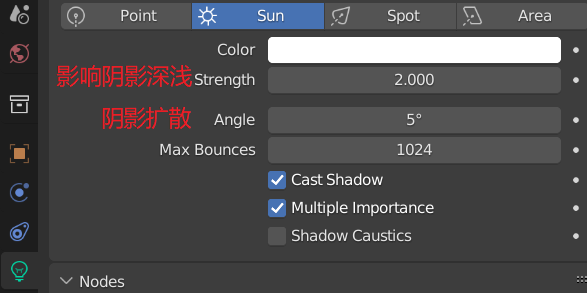 Point Sun Spot Area
Color
影响阴影深浅 Strength 2.000
阴影扩散 Angle 5°
Max Bounces 1024
Cast Shadow
Multiple Importance
Shadow Caustics
Nodes